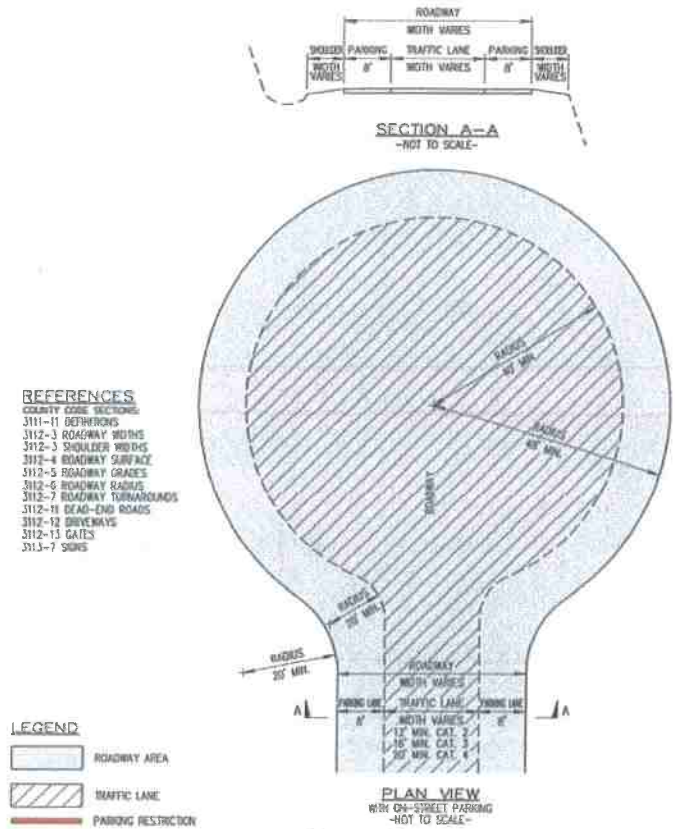 ROADWAY
WIDTH VARIES
SHOULDER PARKING TRAFFIC LANE PARKING SHOULDER
WIDTH VARIES 8' WIDTH VARIES 8' WIDTH VARIES
SECTION A-A
-NOT TO SCALE-
RADIUS
40' MIN.
RADIUS
48' MIN.
ROADWAY
REFERENCES
COUNTY CODE SECTIONS:
3111-11 DEFINITIONS
3112-3 ROADWAY WIDTHS
3112-3 SHOULDER WIDTHS
3112-4 ROADWAY SURFACE
3112-5 ROADWAY GRADES
3112-6 ROADWAY RADIUS
3112-7 ROADWAY TURNAROUNDS
3112-11 DEAD-END ROADS
3112-12 DRIVEWAYS
3112-13 GATES
3113-7 SIGNS
RADIUS
20' MIN.
RADIUS
20' MIN.
ROADWAY
WIDTH VARIES
A PARKING LANE TRAFFIC LANE PARKING LANE A
8' WIDTH VARIES 8'
12' MIN. CAT. 2
16' MIN. CAT. 3
20' MIN. CAT. 4
LEGEND
ROADWAY AREA
TRAFFIC LANE
PARKING RESTRICTION
PLAN VIEW
WITH ON-STREET PARKING
-NOT TO SCALE-